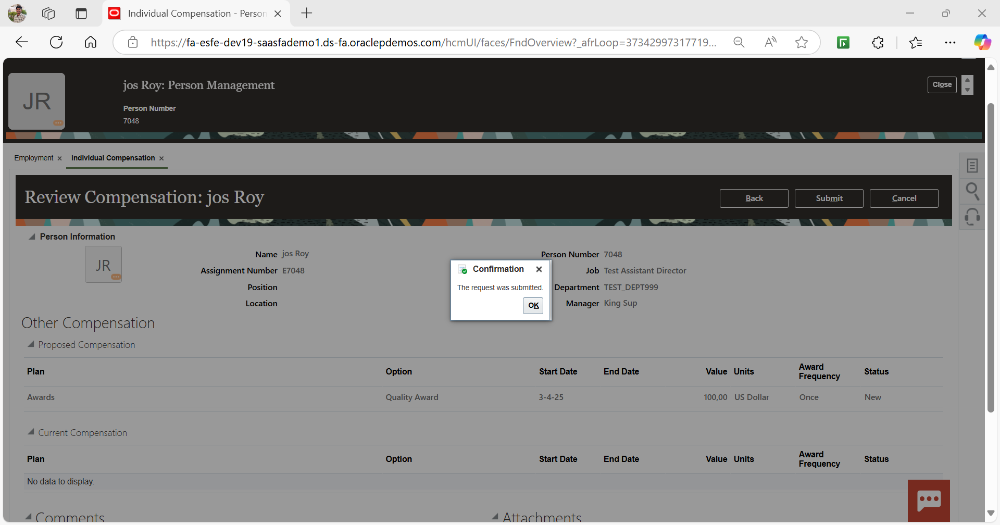 Individual Compensation - Person
https://fa-esfe-dev19-saasfademo1.ds-fa.oraclepdemos.com/hcmUI/faces/FndOverview?_afrLoop=37342997317719...
JR
jos Roy: Person Management
Close
Person Number
7048
Employment
Individual Compensation
Review Compensation: jos Roy
Back
Submit
Cancel
Person Information
JR
Name jos Roy
Person Number 7048
Assignment Number E7048
Job Test Assistant Director
Position
Department TEST_DEPT999
Location
Manager King Sup
Confirmation
The request was submitted.
OK
Other Compensation
Proposed Compensation
Plan Option Start Date End Date Value Units Award Frequency Status
Awards Quality Award 3-4-25 100,00 US Dollar Once New
Current Compensation
Plan Option Start Date End Date Value Units Award Frequency Status
No data to display.
Comments
Attachments